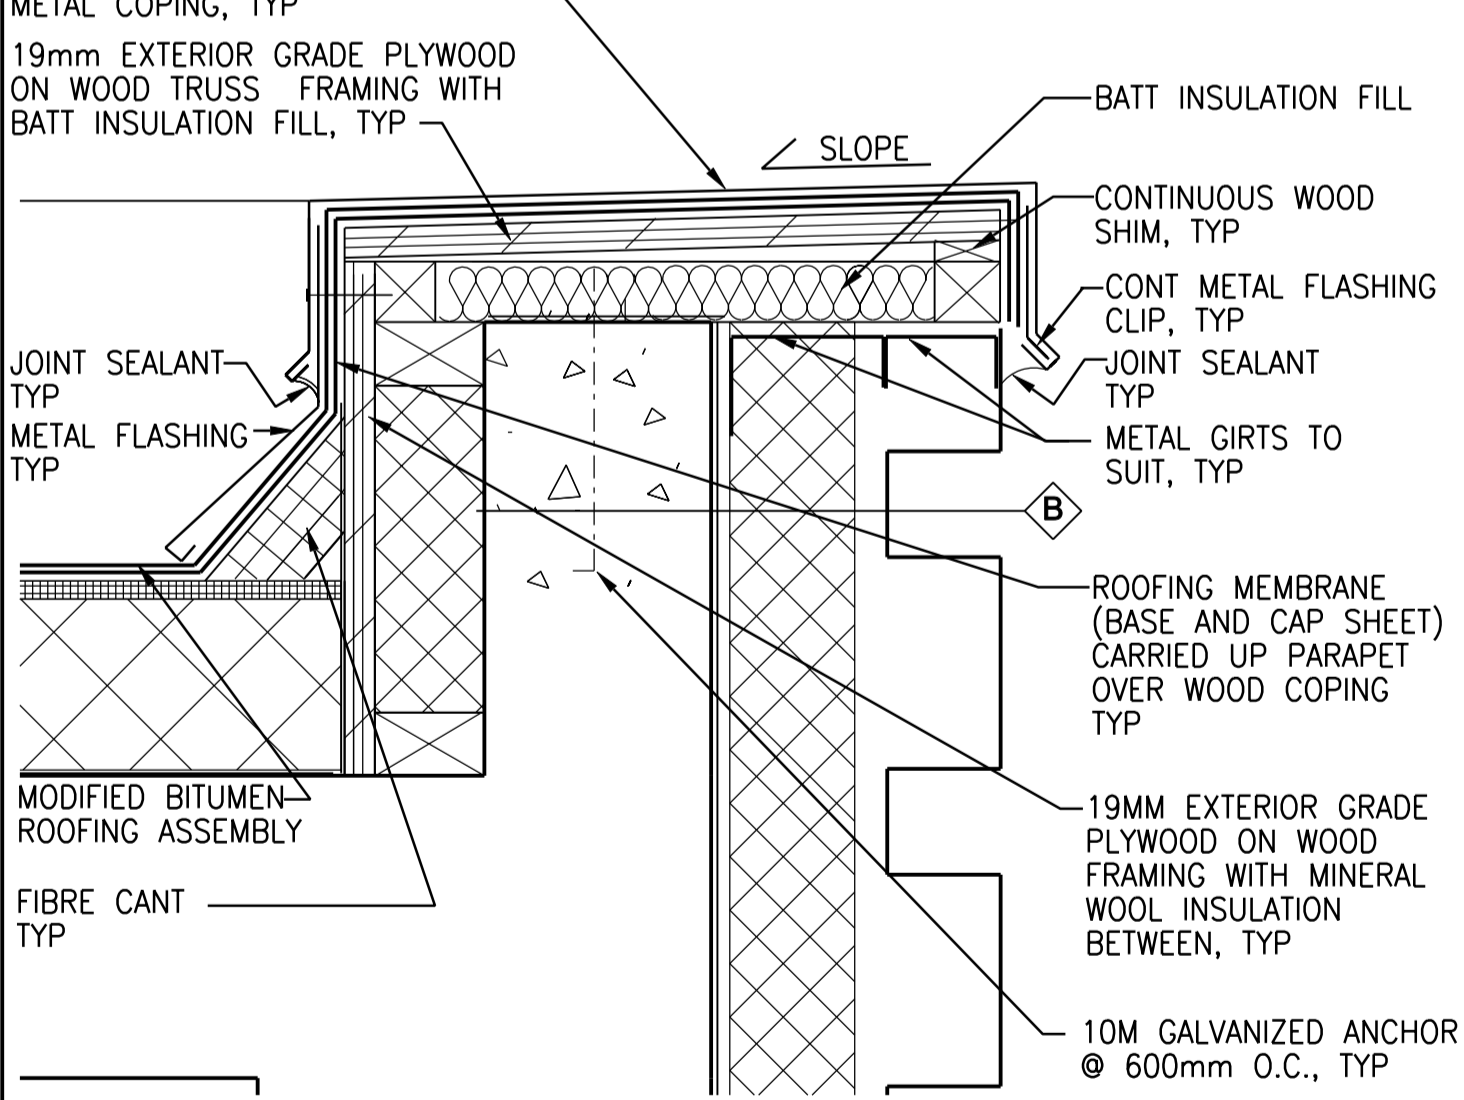 METAL COPING, TYP
19mm EXTERIOR GRADE PLYWOOD
ON WOOD TRUSS FRAMING WITH
BATT INSULATION FILL, TYP
SLOPE
BATT INSULATION FILL
CONTINUOUS WOOD
SHIM, TYP
CONT METAL FLASHING
CLIP, TYP
JOINT SEALANT
TYP
METAL GIRTS TO
SUIT, TYP
B
JOINT SEALANT
TYP
METAL FLASHING
TYP
ROOFING MEMBRANE
(BASE AND CAP SHEET)
CARRIED UP PARAPET
OVER WOOD COPING
TYP
MODIFIED BITUMEN
ROOFING ASSEMBLY
FIBRE CANT
TYP
19MM EXTERIOR GRADE
PLYWOOD ON WOOD
FRAMING WITH MINERAL
WOOL INSULATION
BETWEEN, TYP
10M GALVANIZED ANCHOR
@ 600mm O.C., TYP